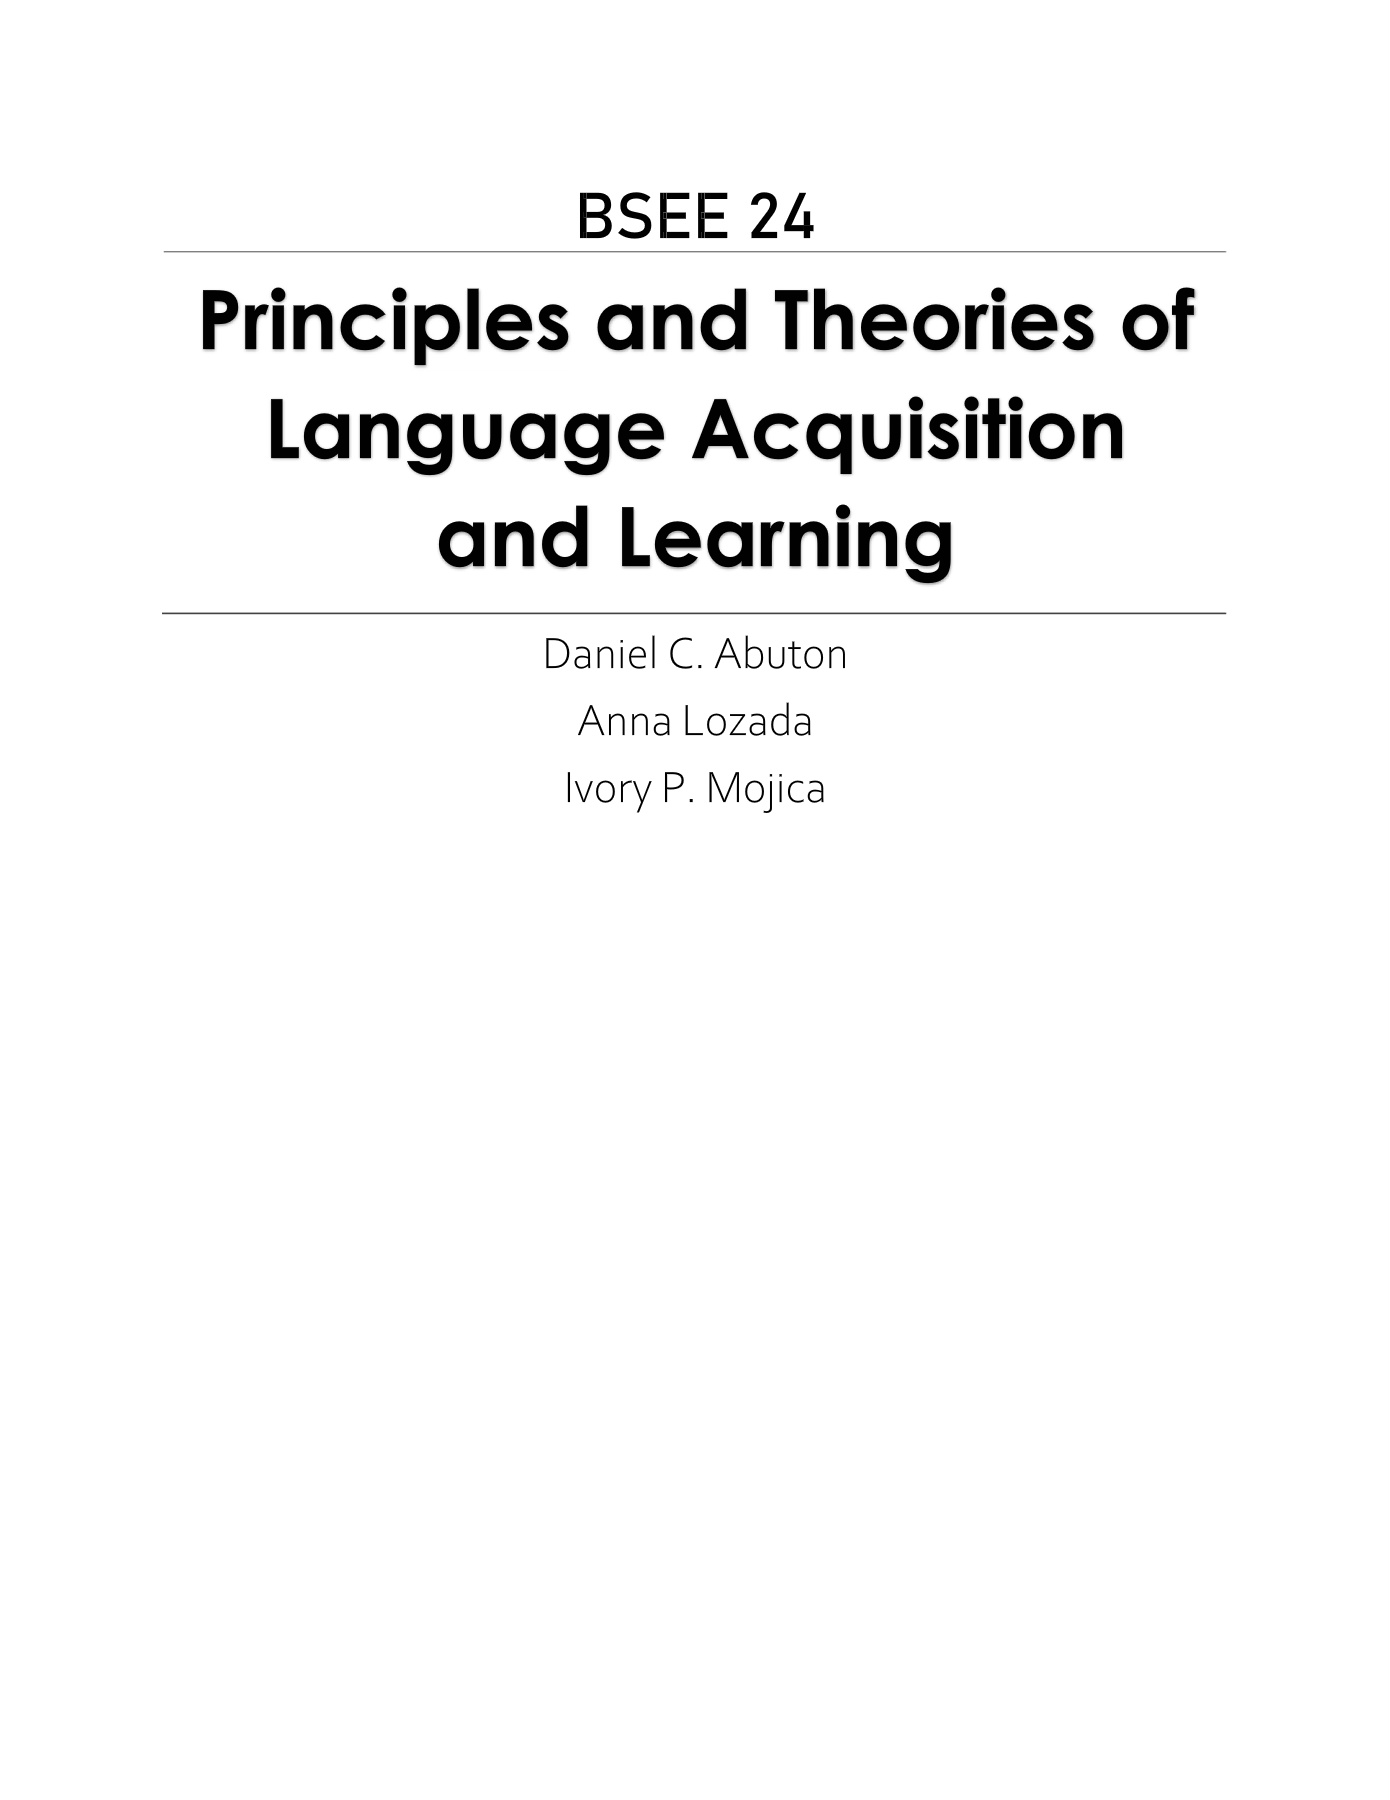 BSEE 24
Principles and Theories of
Language Acquisition
and Learning
Daniel C. Abuton
Anna Lozada
Ivory P. Mojica